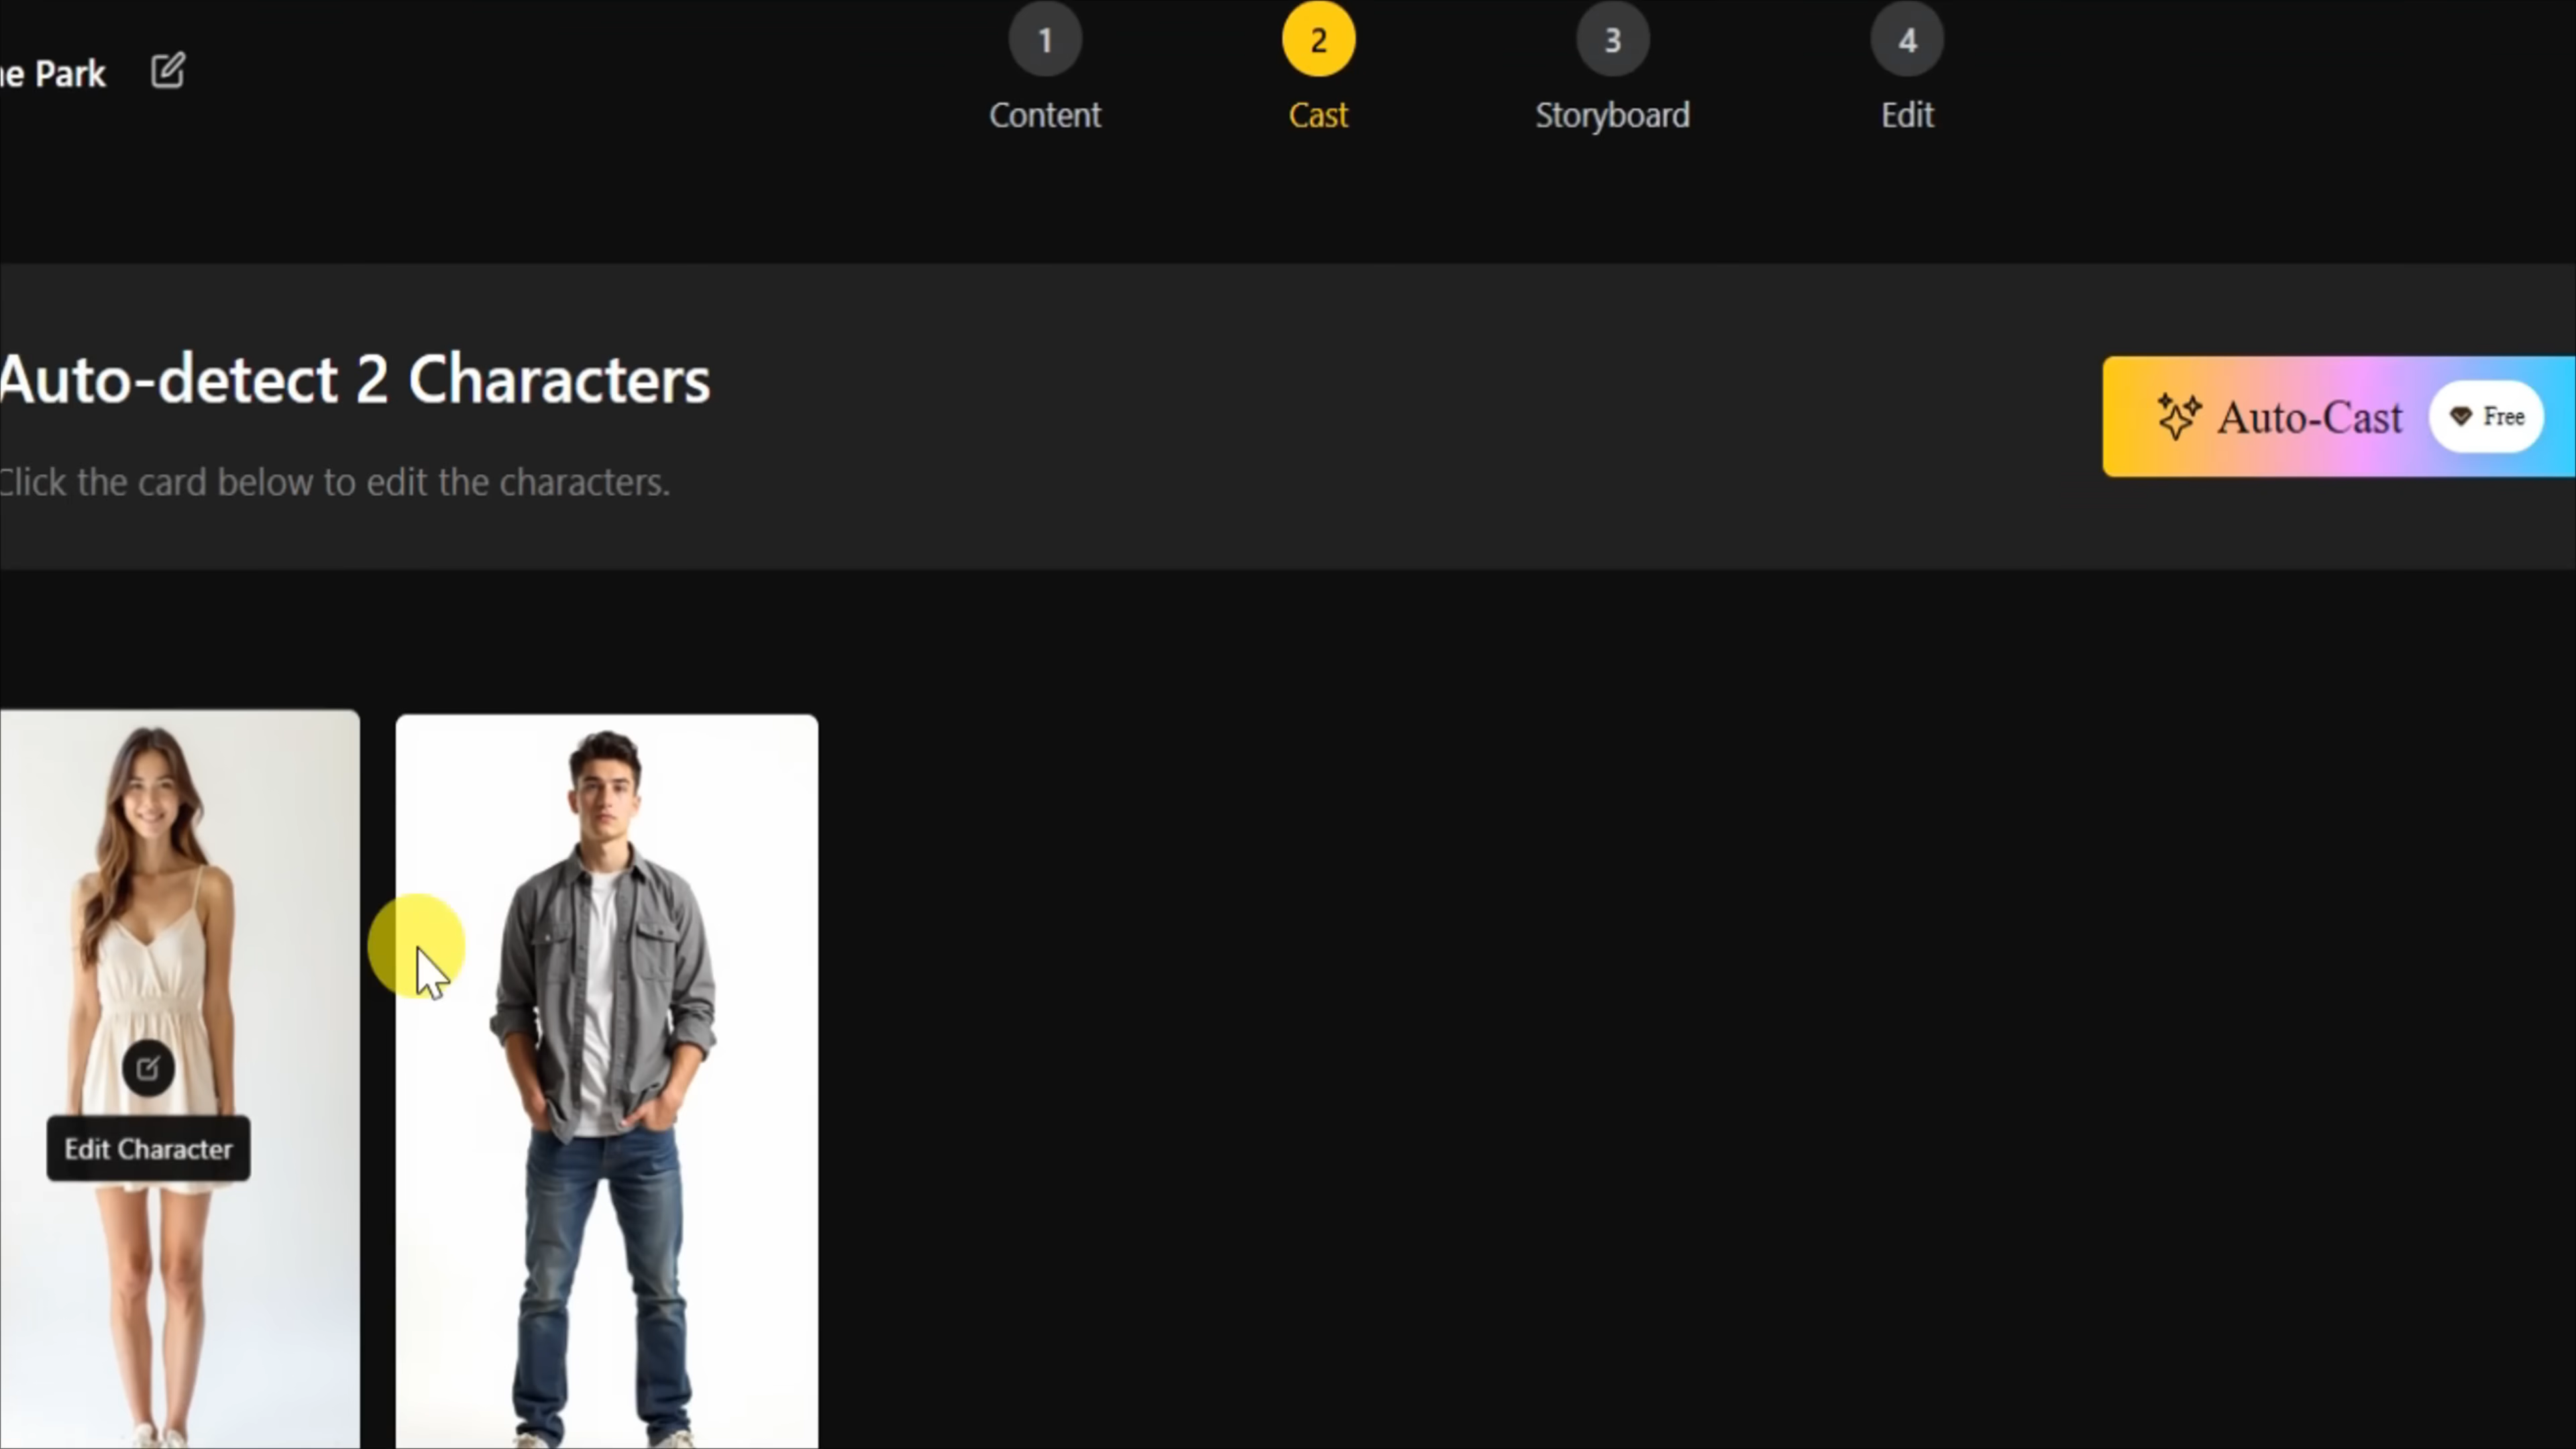 1
2
3
4
Park
Content
Cast
Storyboard
Edit
Auto-detect 2 Characters
Auto-Cast
Free
Click the card below to edit the characters.
Edit Character